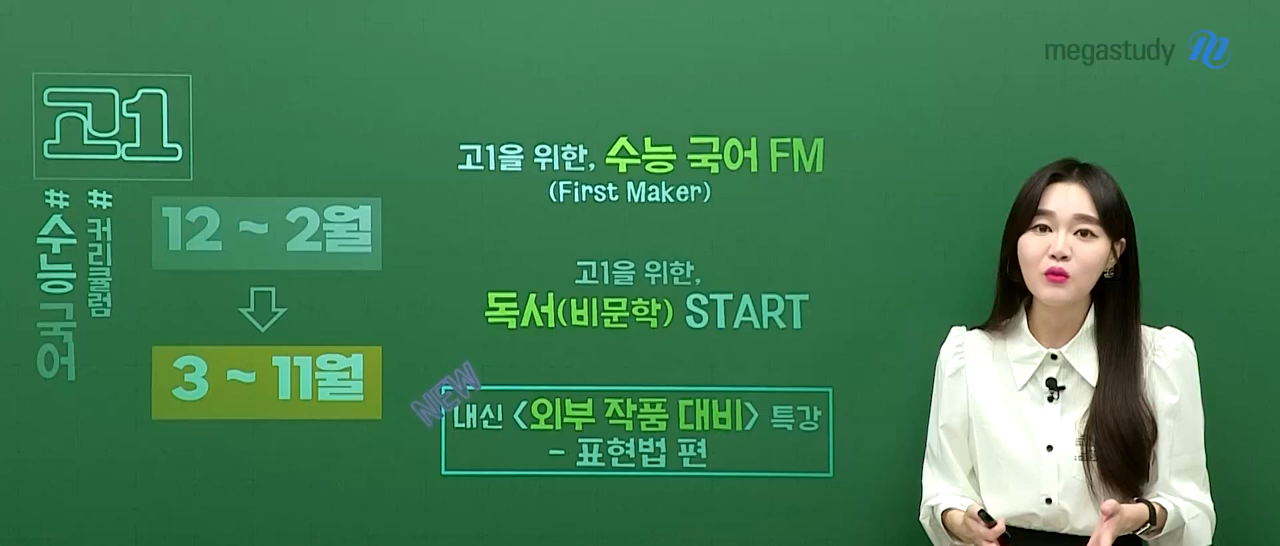 megastudy
고1
#수능국어
#커리큘럼
12 ~ 2월
3 ~ 11월
고1을 위한, 수능 국어 FM
(First Maker)
고1을 위한,
독서(비문학) START
NEW
내신 <외부 작품 대비> 특강
- 표현법 편